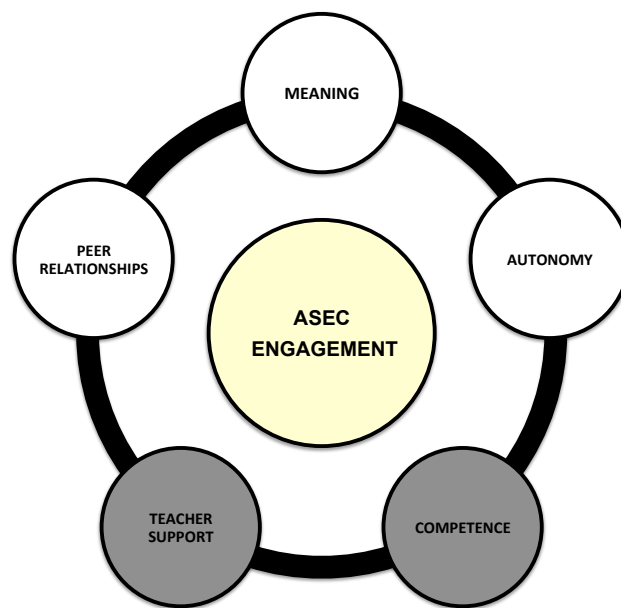 MEANING
PEER
RELATIONSHIPS
AUTONOMY
ASEC
ENGAGEMENT
TEACHER
SUPPORT
COMPETENCE